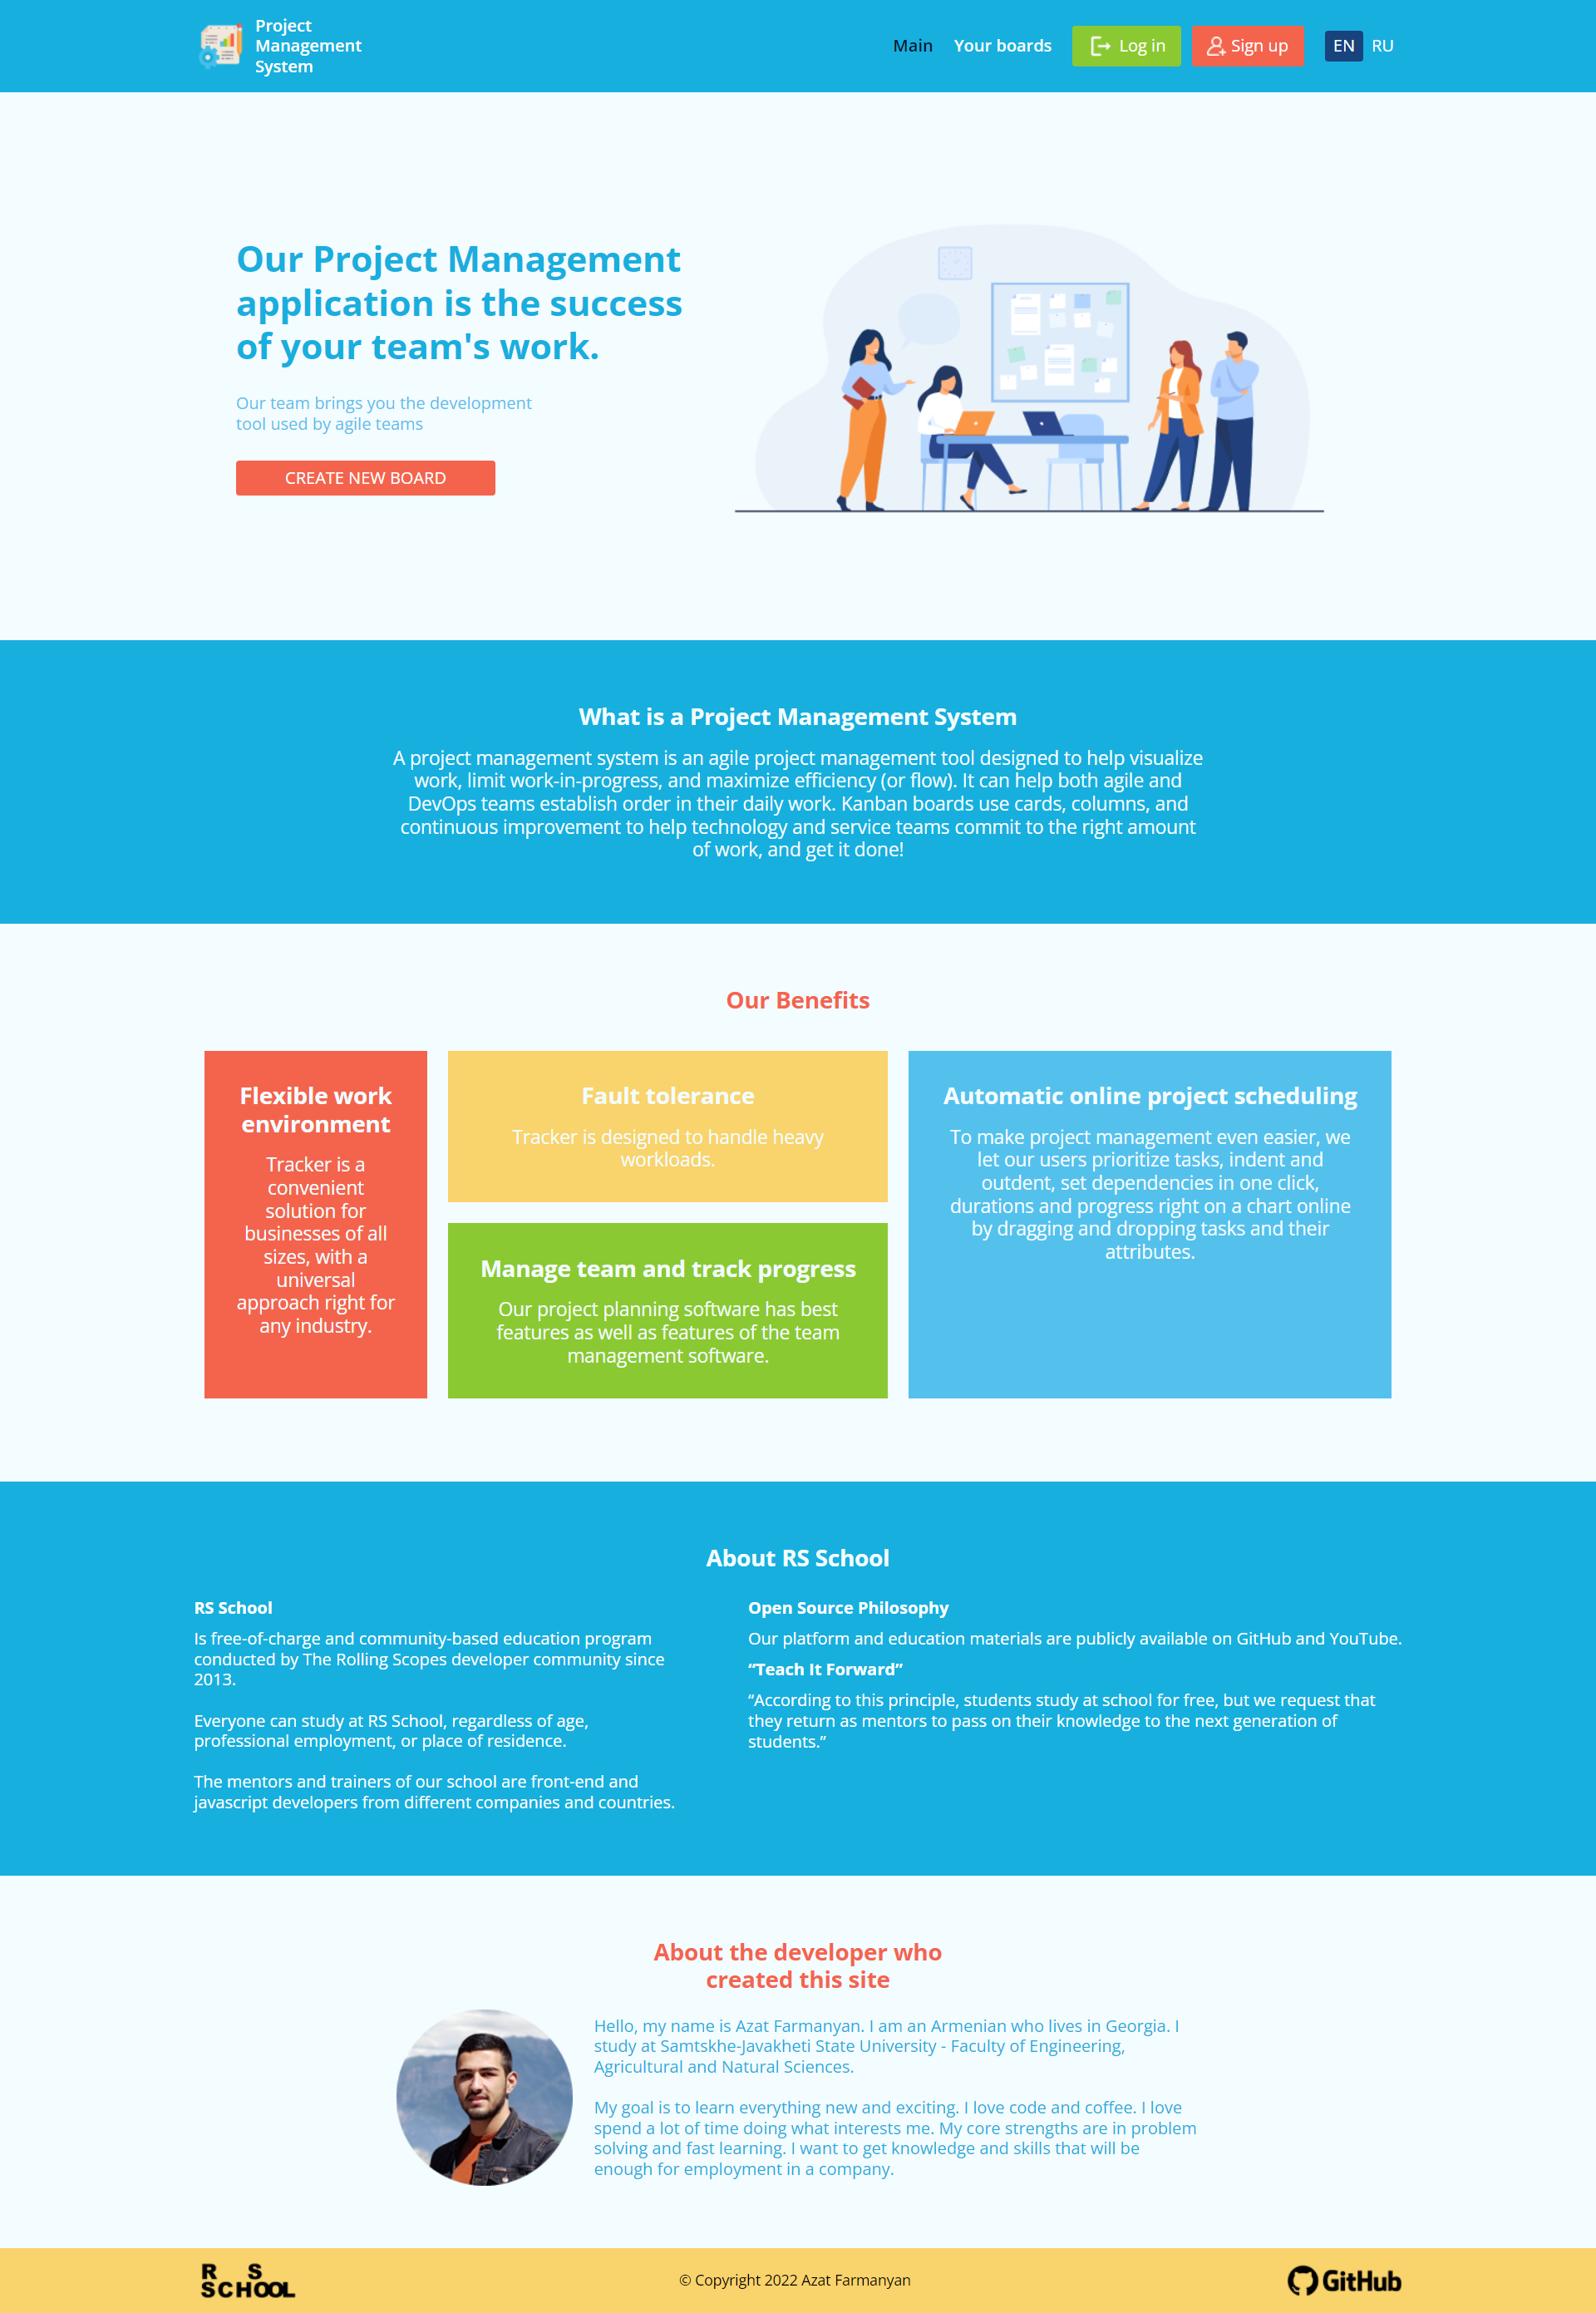 Project
Management
System
Main
Your boards
Log in
Sign up
EN
RU
Our Project Management
application is the success
of your team's work.
Our team brings you the development
tool used by agile teams
CREATE NEW BOARD
What is a Project Management System
A project management system is an agile project management tool designed to help visualize
work, limit work-in-progress, and maximize efficiency (or flow). It can help both agile and
DevOps teams establish order in their daily work. Kanban boards use cards, columns, and
continuous improvement to help technology and service teams commit to the right amount
of work, and get it done!
Our Benefits
Flexible work
environment
Tracker is a
convenient
solution for
businesses of all
sizes, with a
universal
approach right for
any industry.
Fault tolerance
Tracker is designed to handle heavy
workloads.
Manage team and track progress
Our project planning software has best
features as well as features of the team
management software.
Automatic online project scheduling
To make project management even easier, we
let our users prioritize tasks, indent and
outdent, set dependencies in one click,
durations and progress right on a chart online
by dragging and dropping tasks and their
attributes.
About RS School
RS School
Is free-of-charge and community-based education program
conducted by The Rolling Scopes developer community since
2013.
Everyone can study at RS School, regardless of age,
professional employment, or place of residence.
The mentors and trainers of our school are front-end and
javascript developers from different companies and countries.
Open Source Philosophy
Our platform and education materials are publicly available on GitHub and YouTube.
“Teach It Forward”
“According to this principle, students study at school for free, but we request that
they return as mentors to pass on their knowledge to the next generation of
students.”
About the developer who
created this site
Hello, my name is Azat Farmanyan. I am an Armenian who lives in Georgia. I
study at Samtskhe-Javakheti State University - Faculty of Engineering,
Agricultural and Natural Sciences.
My goal is to learn everything new and exciting. I love code and coffee. I love
spend a lot of time doing what interests me. My core strengths are in problem
solving and fast learning. I want to get knowledge and skills that will be
enough for employment in a company.
RS
SCHOOL
© Copyright 2022 Azat Farmanyan
GitHub